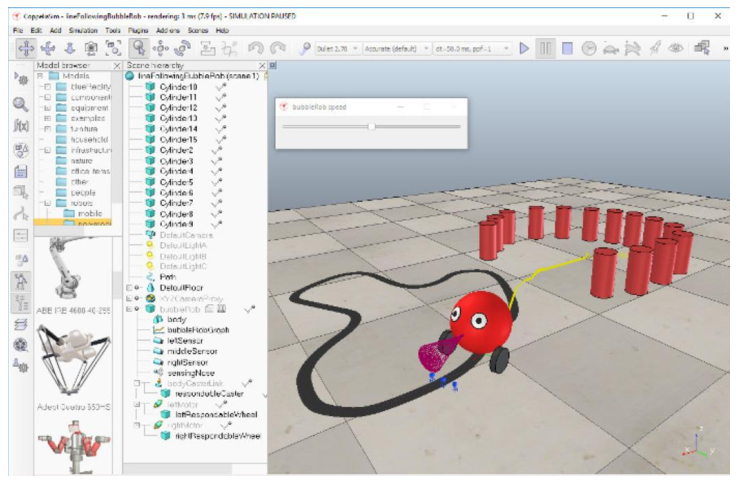 CoppeliaSim - lineFollowingBubbleRob - rendering: 3 ms (7.9 fps) - SIMULATION PAUSED
File Edit Add Simulation Tools Plugins Add-ons Scenes Help
Bullet 2.78
Accurate (default)
dt=50.0 ms, ppf=1
Model browser
Scene hierarchy
Models
equipment
examples
furniture
household
infrastructure
nature
office items
other
people
robots
mobile
ABB IRB 4600-40-255
Adept Quattro 650HS
lineFollowingBubbleRob (scene 1)
Cylinder10
Cylinder11
Cylinder12
Cylinder13
Cylinder14
Cylinder15
Cylinder2
Cylinder3
Cylinder4
Cylinder5
Cylinder6
Cylinder7
Cylinder8
Cylinder9
DefaultCamera
DefaultLightA
DefaultLightB
DefaultLightC
Path
DefaultFloor
XYZCameraProxy
bubbleRob
body
bubbleRobGraph
leftSensor
middleSensor
rightSensor
sensingNose
bodyCasterLink
respondableCaster
leftMotor
leftRespondableWheel
rightMotor
rightRespondableWheel
bubbleRob speed